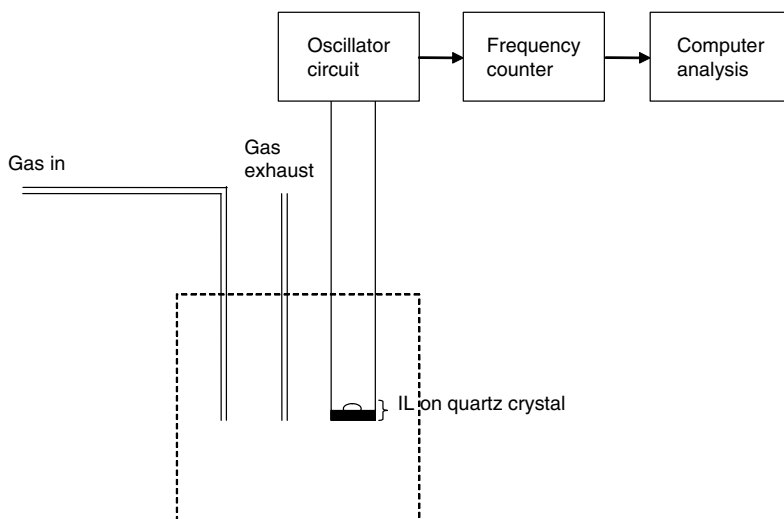 Oscillator
circuit
Frequency
counter
Computer
analysis
Gas in
Gas
exhaust
IL on quartz crystal